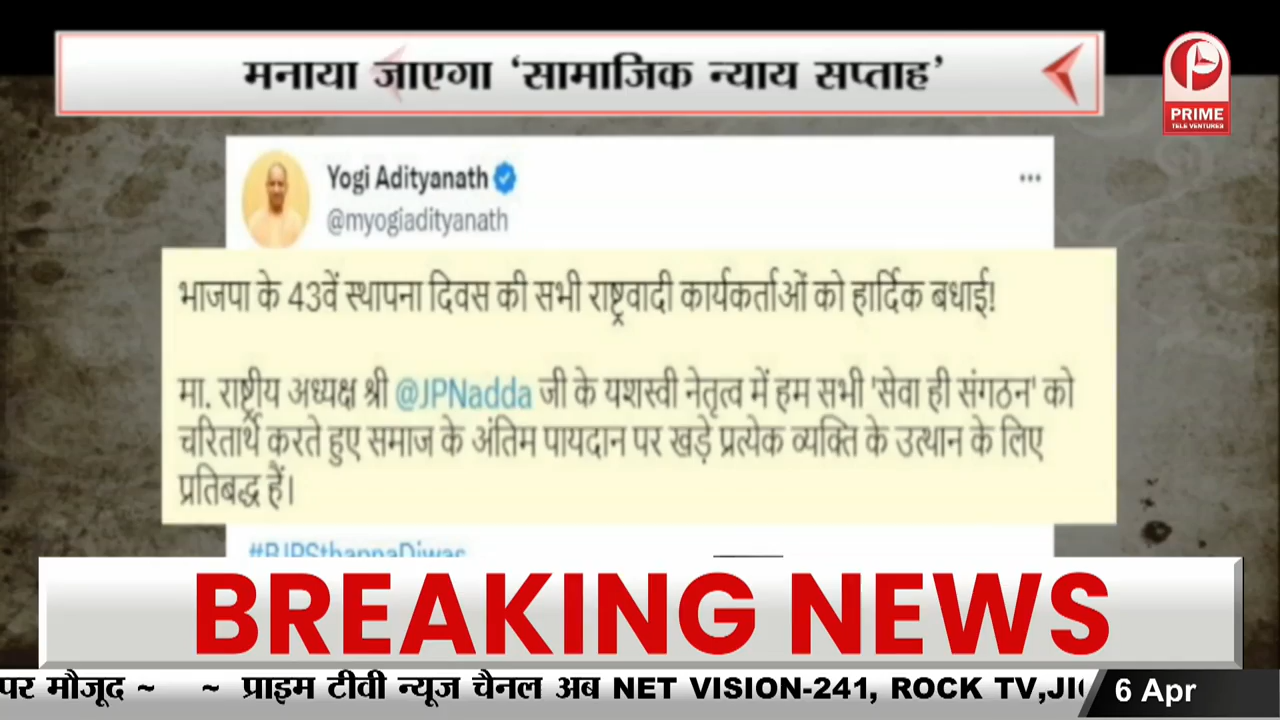 मनाया जाएगा 'सामाजिक न्याय सप्ताह'
PRIME
TELE VENTURES
Yogi Adityanath
@myogiadityanath
भाजपा के 43वें स्थापना दिवस की सभी राष्ट्रवादी कार्यकर्ताओं को हार्दिक बधाई!
मा. राष्ट्रीय अध्यक्ष श्री @JPNadda जी के यशस्वी नेतृत्व में हम सभी 'सेवा ही संगठन' को
चरितार्थ करते हुए समाज के अंतिम पायदान पर खड़े प्रत्येक व्यक्ति के उत्थान के लिए
प्रतिबद्ध हैं।
#BJPSthapnaDiwas
BREAKING NEWS
पर मौजूद ~ ~ प्राइम टीवी न्यूज चैनल अब NET VISION-241, ROCK TV,JI
6 Apr